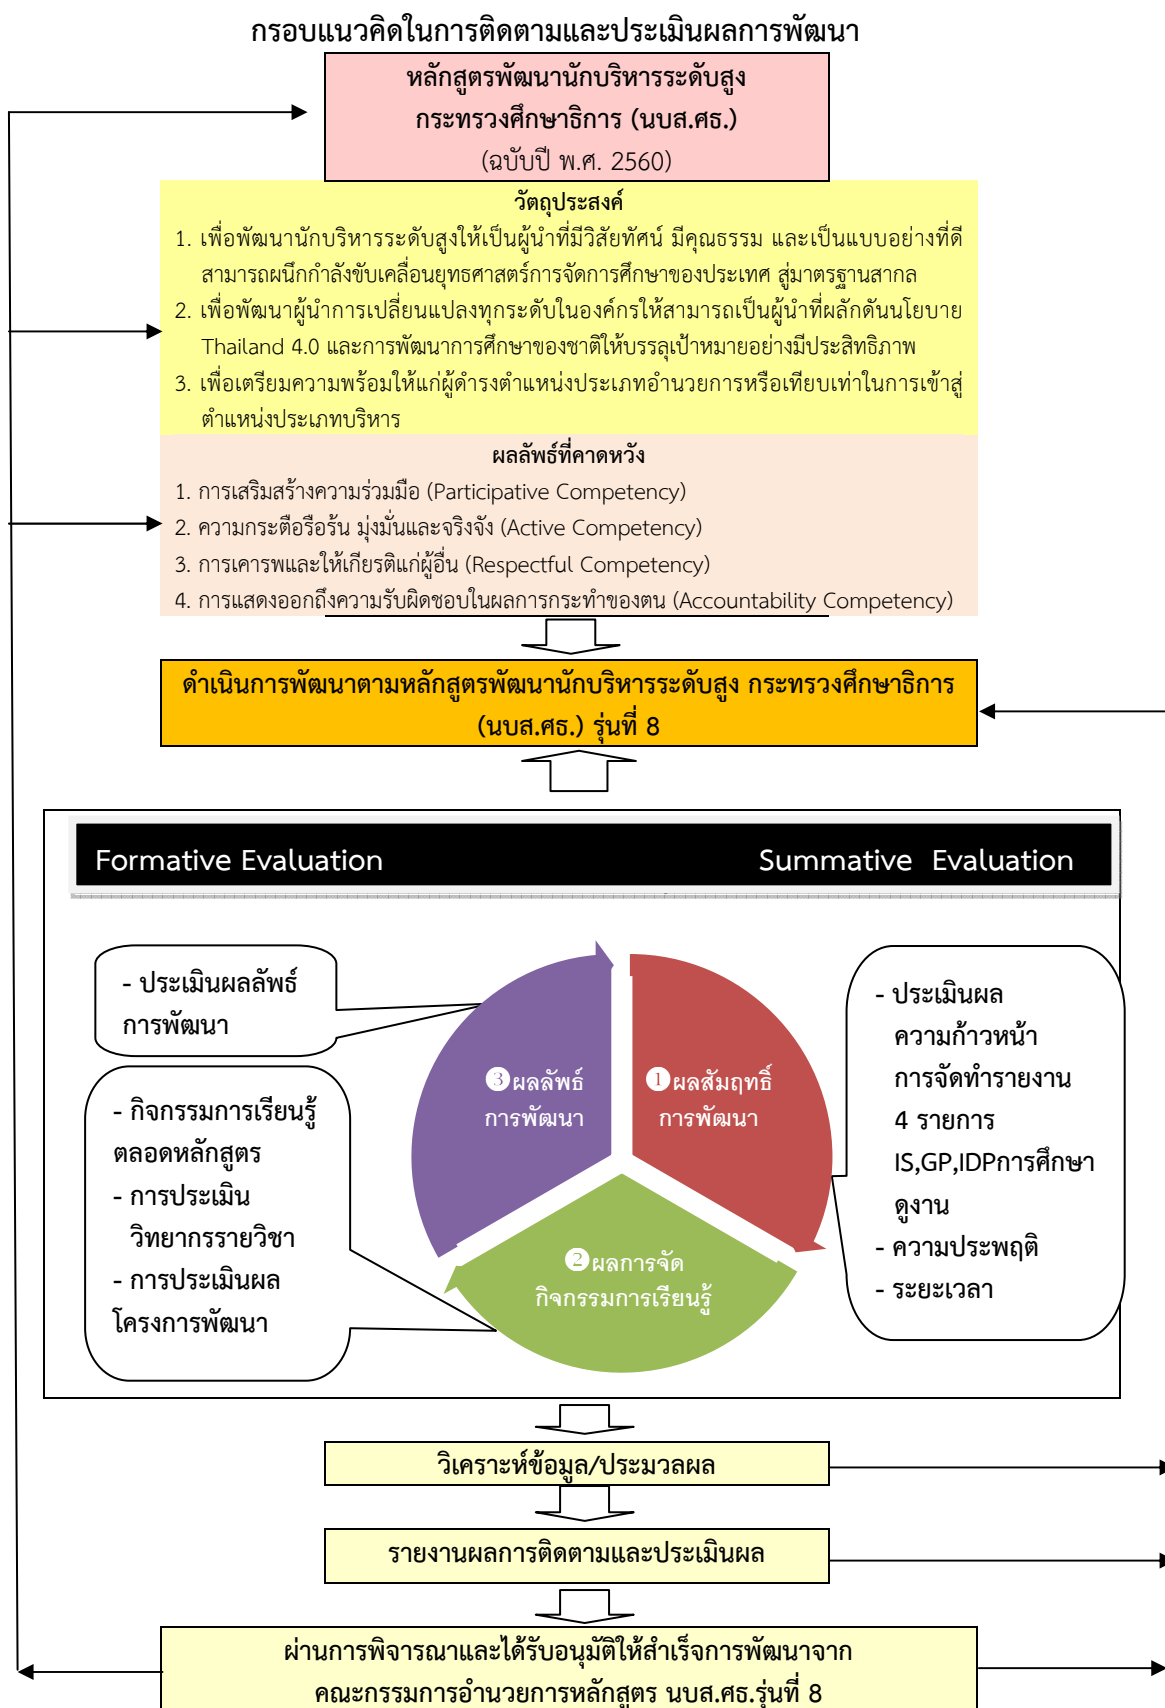 กรอบแนวคิดในการติดตามและประเมินผลการพัฒนา
หลักสูตรพัฒนานักบริหารระดับสูง
กระทรวงศึกษาธิการ (นบส.ศธ.)
(ฉบับปี พ.ศ. 2560)
วัตถุประสงค์
1. เพื่อพัฒนานักบริหารระดับสูงให้เป็นผู้นำที่มีวิสัยทัศน์ มีคุณธรรม และเป็นแบบอย่างที่ดี
สามารถผนึกกำลังขับเคลื่อนยุทธศาสตร์การจัดการศึกษาของประเทศ สู่มาตรฐานสากล
2. เพื่อพัฒนาผู้นำการเปลี่ยนแปลงทุกระดับในองค์กรให้สามารถเป็นผู้นำที่ผลักดันนโยบาย
Thailand 4.0 และการพัฒนาการศึกษาของชาติให้บรรลุเป้าหมายอย่างมีประสิทธิภาพ
3. เพื่อเตรียมความพร้อมให้แก่ผู้ดำรงตำแหน่งประเภทอำนวยการหรือเทียบเท่าในการเข้าสู่
ตำแหน่งประเภทบริหาร
ผลลัพธ์ที่คาดหวัง
1. การเสริมสร้างความร่วมมือ (Participative Competency)
2. ความกระตือรือร้น มุ่งมั่นและจริงจัง (Active Competency)
3. การเคารพและให้เกียรติแก่ผู้อื่น (Respectful Competency)
4. การแสดงออกถึงความรับผิดชอบในผลการกระทำของตน (Accountability Competency)
ดำเนินการพัฒนาตามหลักสูตรพัฒนานักบริหารระดับสูง กระทรวงศึกษาธิการ
(นบส.ศธ.) รุ่นที่ 8
Formative Evaluation Summative Evaluation
- ประเมินผลลัพธ์
การพัฒนา
- กิจกรรมการเรียนรู้
ตลอดหลักสูตร
- การประเมิน
วิทยากรรายวิชา
- การประเมินผล
โครงการพัฒนา
❸ผลลัพธ์
การพัฒนา
❶ผลสัมฤทธิ์
การพัฒนา
❷ผลการจัด
กิจกรรมการเรียนรู้
- ประเมินผล
ความก้าวหน้า
การจัดทำรายงาน
4 รายการ
IS,GP,IDPการศึกษา
ดูงาน
- ความประพฤติ
- ระยะเวลา
วิเคราะห์ข้อมูล/ประมวลผล
รายงานผลการติดตามและประเมินผล
ผ่านการพิจารณาและได้รับอนุมัติให้สำเร็จการพัฒนาจาก
คณะกรรมการอำนวยการหลักสูตร นบส.ศธ.รุ่นที่ 8